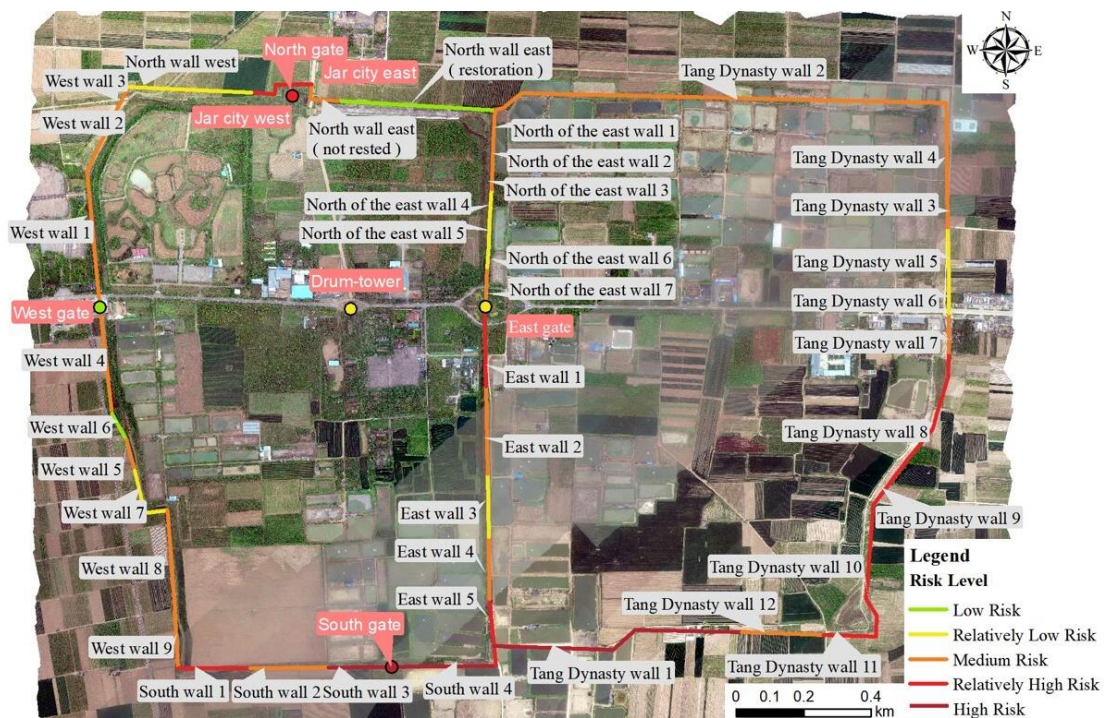 North gate
North wall west
Jar city east
North wall east
( restoration )
Tang Dynasty wall 2
N
W E
S
West wall 3
West wall 2
Jar city west
North wall east
( not rested )
North of the east wall 1
North of the east wall 2
North of the east wall 3
North of the east wall 4
North of the east wall 5
North of the east wall 6
North of the east wall 7
Tang Dynasty wall 4
Tang Dynasty wall 3
Tang Dynasty wall 5
Tang Dynasty wall 6
Tang Dynasty wall 7
West wall 1
West gate
Drum-tower
East gate
West wall 4
East wall 1
West wall 6
East wall 2
Tang Dynasty wall 8
West wall 5
West wall 7
East wall 3
Tang Dynasty wall 9
West wall 8
East wall 4
Tang Dynasty wall 10
East wall 5
Tang Dynasty wall 12
South gate
West wall 9
South wall 1
South wall 2
South wall 3
South wall 4
Tang Dynasty wall 1
Tang Dynasty wall 11
Legend
Risk Level
Low Risk
Relatively Low Risk
Medium Risk
Relatively High Risk
High Risk
0 0.1 0.2 0.4
km